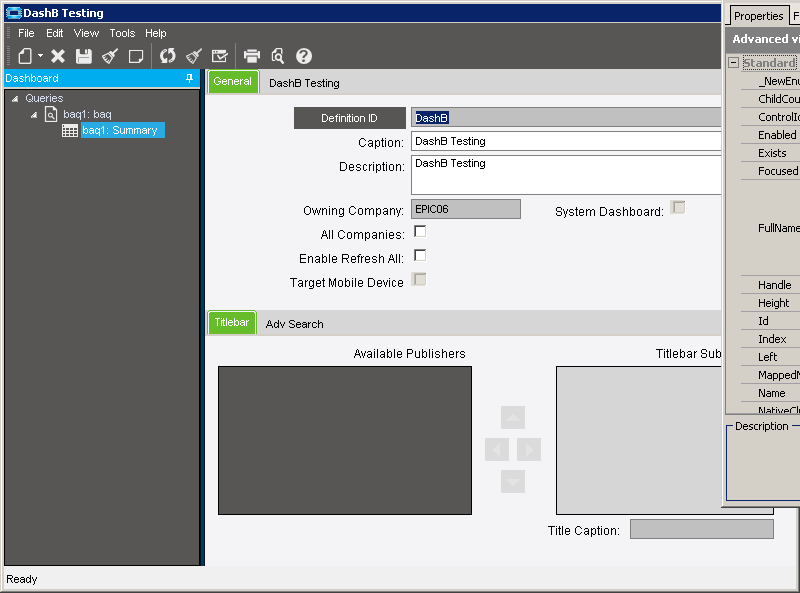 DashB Testing
File Edit View Tools Help
Dashboard
Queries
baq1: baq
baq1: Summary
General DashB Testing
Definition ID DashB
Caption: DashB Testing
Description: DashB Testing
Owning Company: EPIC06 System Dashboard:
All Companies:
Enable Refresh All:
Target Mobile Device
Titlebar Adv Search
Available Publishers Titlebar Sub
Title Caption:
Ready
Properties F
Advanced vi
Standard
_NewEnu
ChildCou
ControlId
Enabled
Exists
Focused
FullName
Handle
Height
Id
Index
Left
MappedN
Name
NativeCl
Description